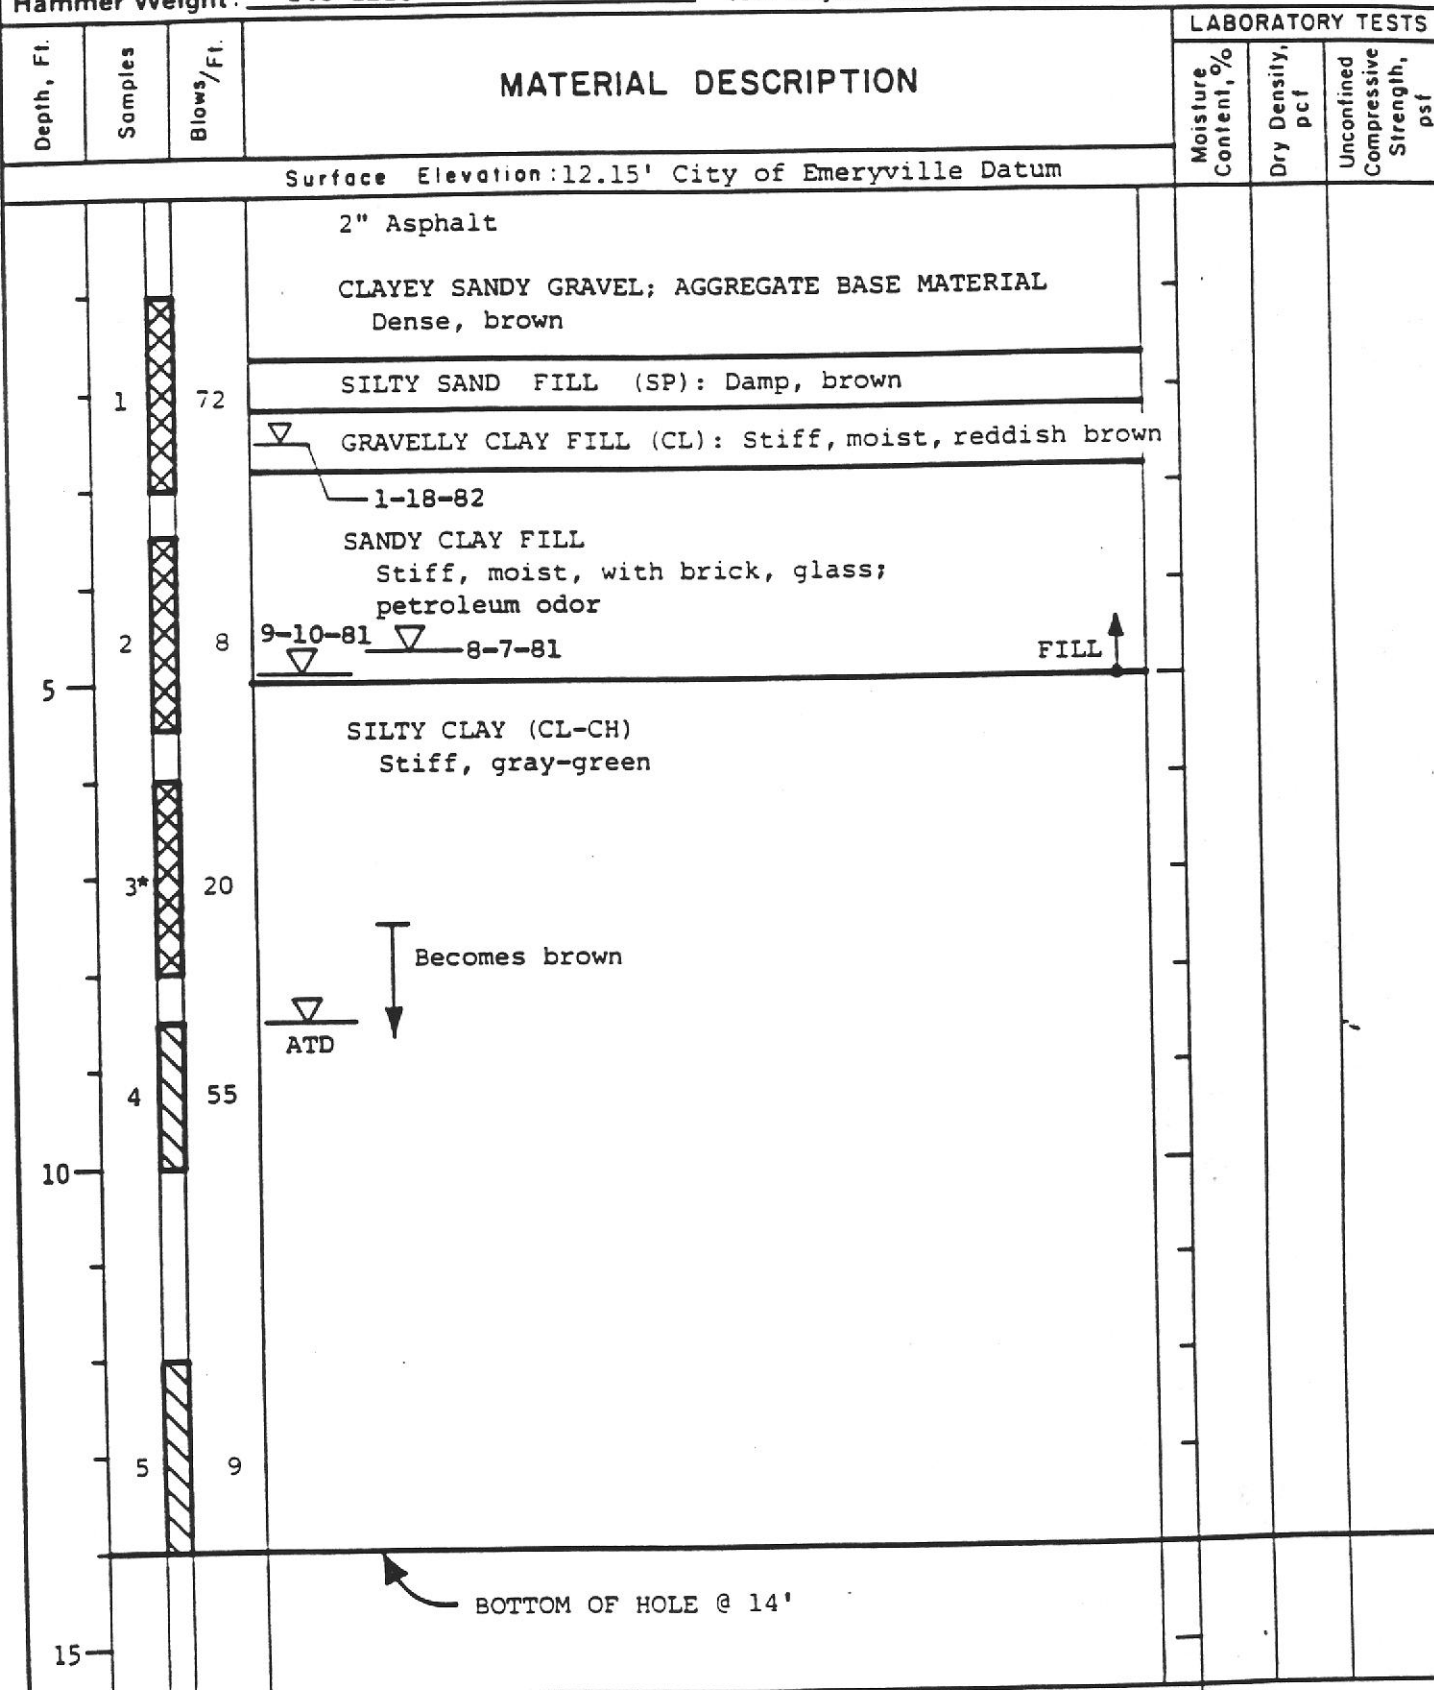 Hammer Weight:
LABORATORY TESTS
Depth, Ft.
Samples
Blows/Ft.
MATERIAL DESCRIPTION
Moisture
Content, %
Dry Density,
pcf
Unconfined
Compressive
Strength,
psf
Surface Elevation: 12.15' City of Emeryville Datum
2" Asphalt
CLAYEY SANDY GRAVEL; AGGREGATE BASE MATERIAL
Dense, brown
SILTY SAND FILL (SP): Damp, brown
1 72
GRAVELLY CLAY FILL (CL): Stiff, moist, reddish brown
1-18-82
SANDY CLAY FILL
Stiff, moist, with brick, glass;
petroleum odor
2 8 9-10-81 8-7-81 FILL
5
SILTY CLAY (CL-CH)
Stiff, gray-green
3* 20
Becomes brown
ATD
4 55
10
5 9
BOTTOM OF HOLE @ 14'
15